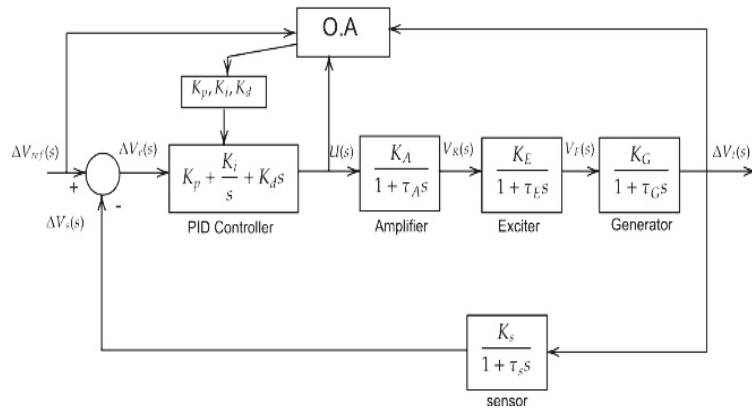 O.A
K_p, K_i, K_d
ΔV_ref(s)
ΔV_e(s)
K_p + K_i/s + K_d s
U(s)
K_A/(1 + τ_A s)
V_R(s)
K_E/(1 + τ_E s)
V_F(s)
K_G/(1 + τ_G s)
ΔV_t(s)
+
-
ΔV_s(s)
PID Controller
Amplifier
Exciter
Generator
K_s/(1 + τ_s s)
sensor